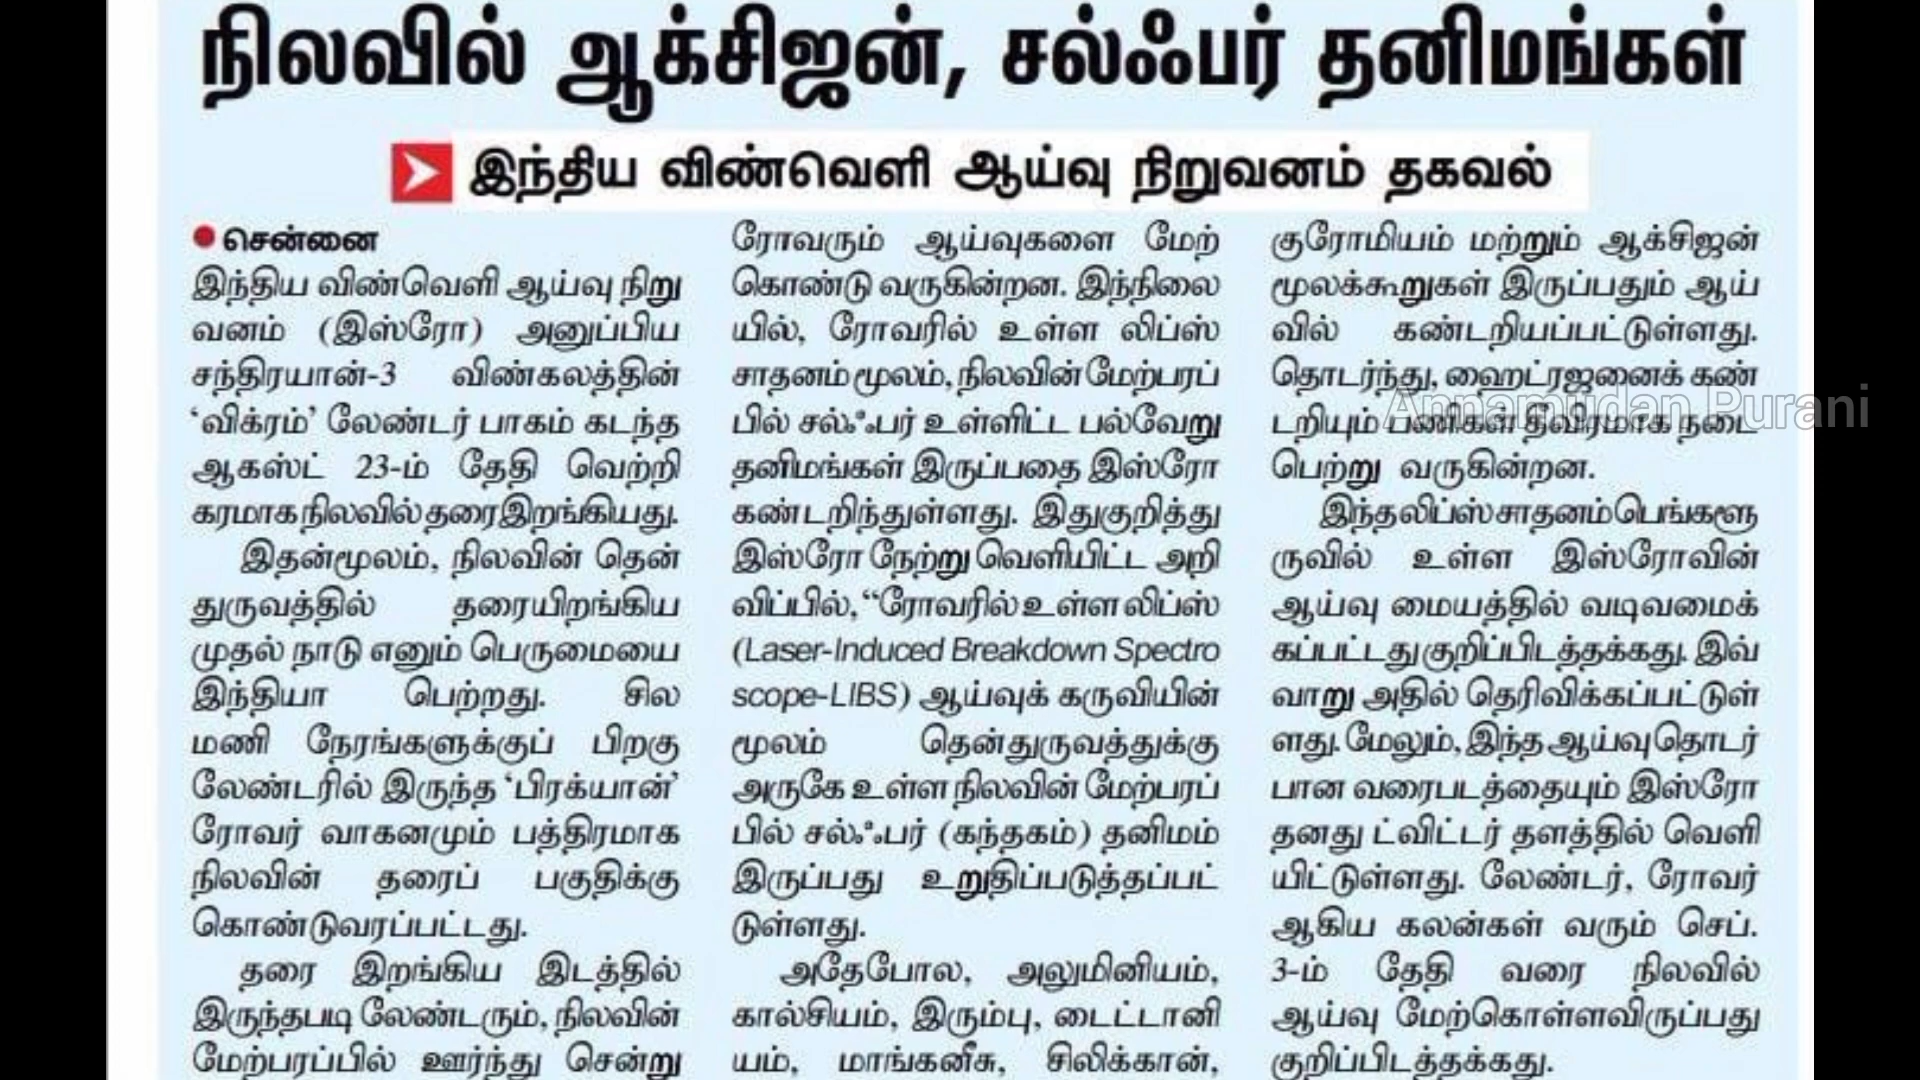 நிலவில் ஆக்சிஜன், சல்ஃபர் தனிமங்கள்
இந்திய விண்வெளி ஆய்வு நிறுவனம் தகவல்
சென்னை
இந்திய விண்வெளி ஆய்வு நிறு
வனம் (இஸ்ரோ) அனுப்பிய
சந்திரயான்-3 விண்கலத்தின்
‘விக்ரம்’ லேண்டர் பாகம் கடந்த
ஆகஸ்ட் 23-ம் தேதி வெற்றி
கரமாக நிலவில் தரை இறங்கியது.
இதன்மூலம், நிலவின் தென்
துருவத்தில் தரையிறங்கிய
முதல் நாடு எனும் பெருமையை
இந்தியா பெற்றது. சில
மணி நேரங்களுக்குப் பிறகு
லேண்டரில் இருந்த ‘பிரக்யான்’
ரோவர் வாகனமும் பத்திரமாக
நிலவின் தரைப் பகுதிக்கு
கொண்டுவரப்பட்டது.
தரை இறங்கிய இடத்தில்
இருந்தபடி லேண்டரும், நிலவின்
மேற்பரப்பில் ஊர்ந்து சென்று
ரோவரும் ஆய்வுகளை மேற்
கொண்டு வருகின்றன. இந்நிலை
யில், ரோவரில் உள்ள லிப்ஸ்
சாதனம் மூலம், நிலவின் மேற்பரப்
பில் சல்ஃபர் உள்ளிட்ட பல்வேறு
தனிமங்கள் இருப்பதை இஸ்ரோ
கண்டறிந்துள்ளது. இதுகுறித்து
இஸ்ரோ நேற்று வெளியிட்ட அறி
விப்பில், “ரோவரில் உள்ள லிப்ஸ்
(Laser-Induced Breakdown Spectro
scope-LIBS) ஆய்வுக் கருவியின்
மூலம் தென்துருவத்துக்கு
அருகே உள்ள நிலவின் மேற்பரப்
பில் சல்ஃபர் (கந்தகம்) தனிமம்
இருப்பது உறுதிப்படுத்தப்பட்
டுள்ளது.
அதேபோல, அலுமினியம்,
கால்சியம், இரும்பு, டைட்டானி
யம், மாங்கனீசு, சிலிக்கான்,
குரோமியம் மற்றும் ஆக்சிஜன்
மூலக்கூறுகள் இருப்பதும் ஆய்
வில் கண்டறியப்பட்டுள்ளது.
தொடர்ந்து, ஹைட்ரஜனைக் கண்
டறியும் பணிகள் தீவிரமாக நடை
பெற்று வருகின்றன.
இந்த லிப்ஸ் சாதனம் பெங்களூ
ருவில் உள்ள இஸ்ரோவின்
ஆய்வு மையத்தில் வடிவமைக்
கப்பட்டது குறிப்பிடத்தக்கது. இவ்
வாறு அதில் தெரிவிக்கப்பட்டுள்
ளது. மேலும், இந்த ஆய்வு தொடர்
பான வரைபடத்தையும் இஸ்ரோ
தனது ட்விட்டர் தளத்தில் வெளி
யிட்டுள்ளது. லேண்டர், ரோவர்
ஆகிய கலன்கள் வரும் செப்.
3-ம் தேதி வரை நிலவில்
ஆய்வு மேற்கொள்ளவிருப்பது
குறிப்பிடத்தக்கது.
Annamudan Purani